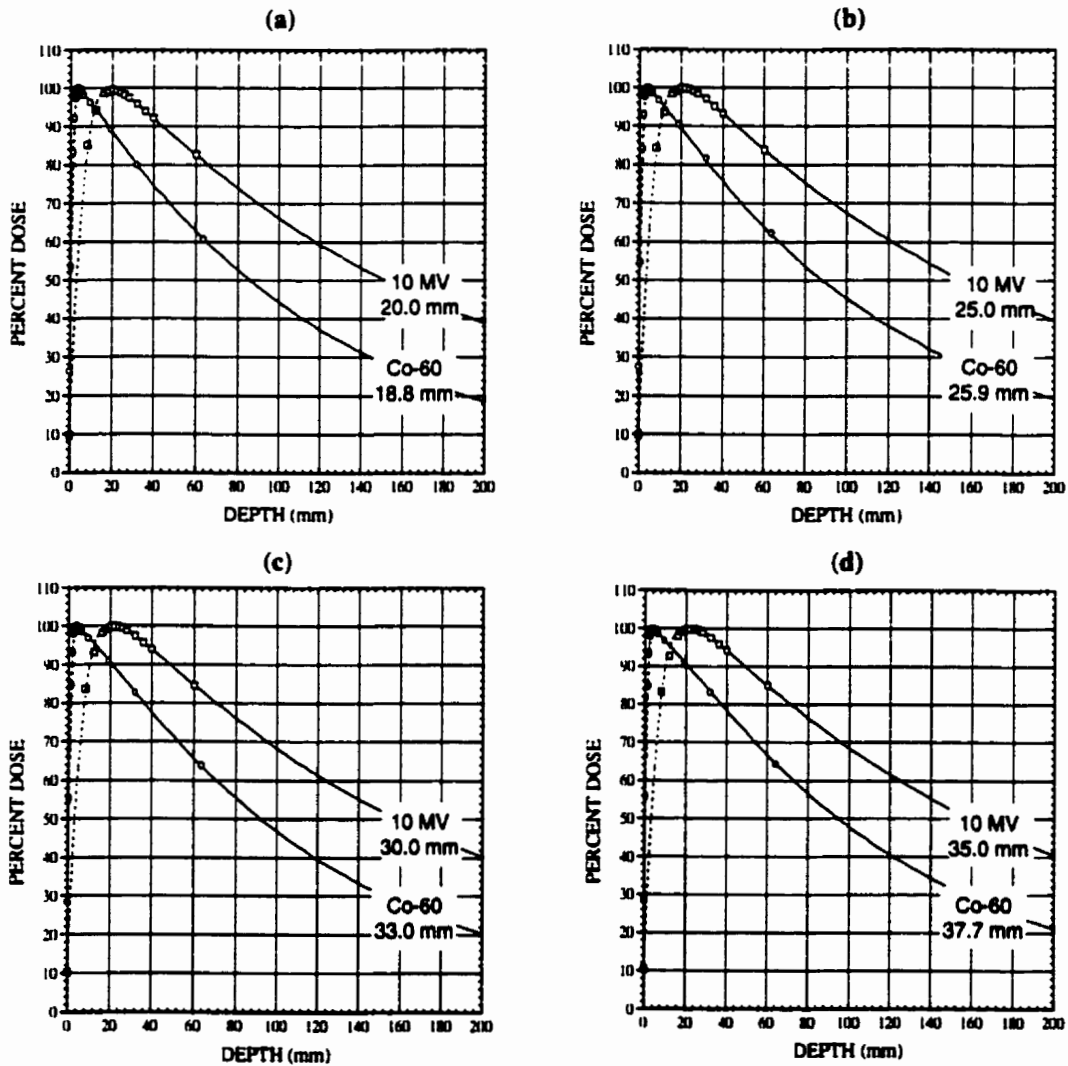 (a)
110
100
90
80
70
60
50
40
30
20
10
0
PERCENT DOSE
10 MV
20.0 mm
Co-60
18.8 mm
0 20 40 60 80 100 120 140 160 180 200
DEPTH (mm)
(b)
110
100
90
80
70
60
50
40
30
20
10
0
PERCENT DOSE
10 MV
25.0 mm
Co-60
25.9 mm
0 20 40 60 80 100 120 140 160 180 200
DEPTH (mm)
(c)
110
100
90
80
70
60
50
40
30
20
10
0
PERCENT DOSE
10 MV
30.0 mm
Co-60
33.0 mm
0 20 40 60 80 100 120 140 160 180 200
DEPTH (mm)
(d)
110
100
90
80
70
60
50
40
30
20
10
0
PERCENT DOSE
10 MV
35.0 mm
Co-60
37.7 mm
0 20 40 60 80 100 120 140 160 180 200
DEPTH (mm)